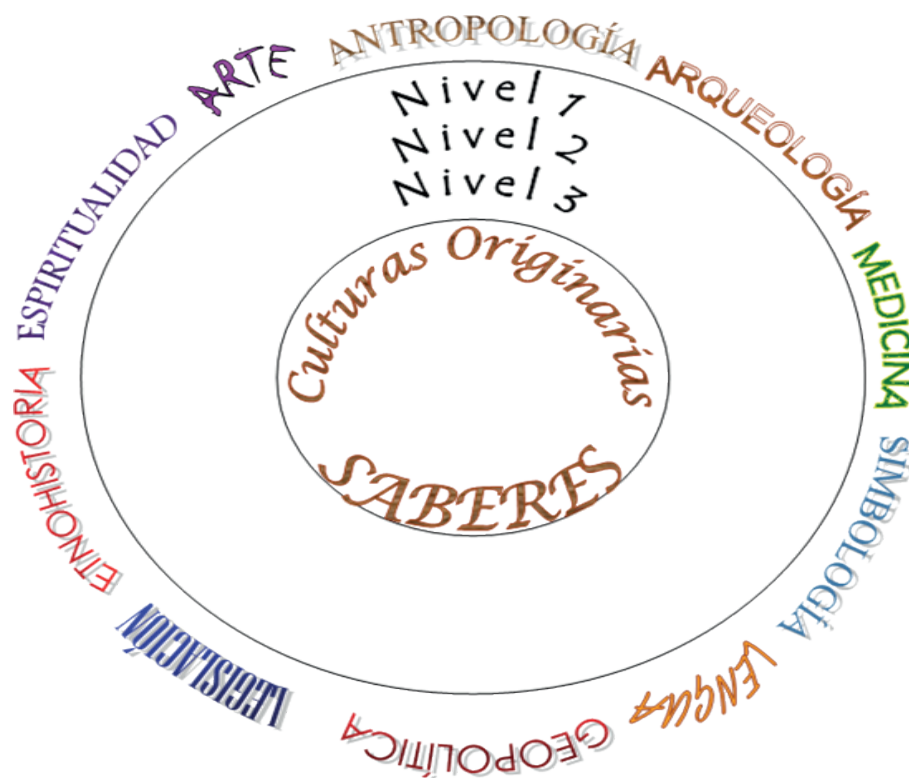 ANTROPOLOGÍA
ARQUEOLOGÍA
MEDICINA
SIMBOLOGÍA
LENGUA
GEOPOLÍTICA
LEGISLACIÓN
ETNOHISTORIA
ESPIRITUALIDAD
ARTE
Nivel 1
Nivel 2
Nivel 3
Culturas Originarias
SABERES